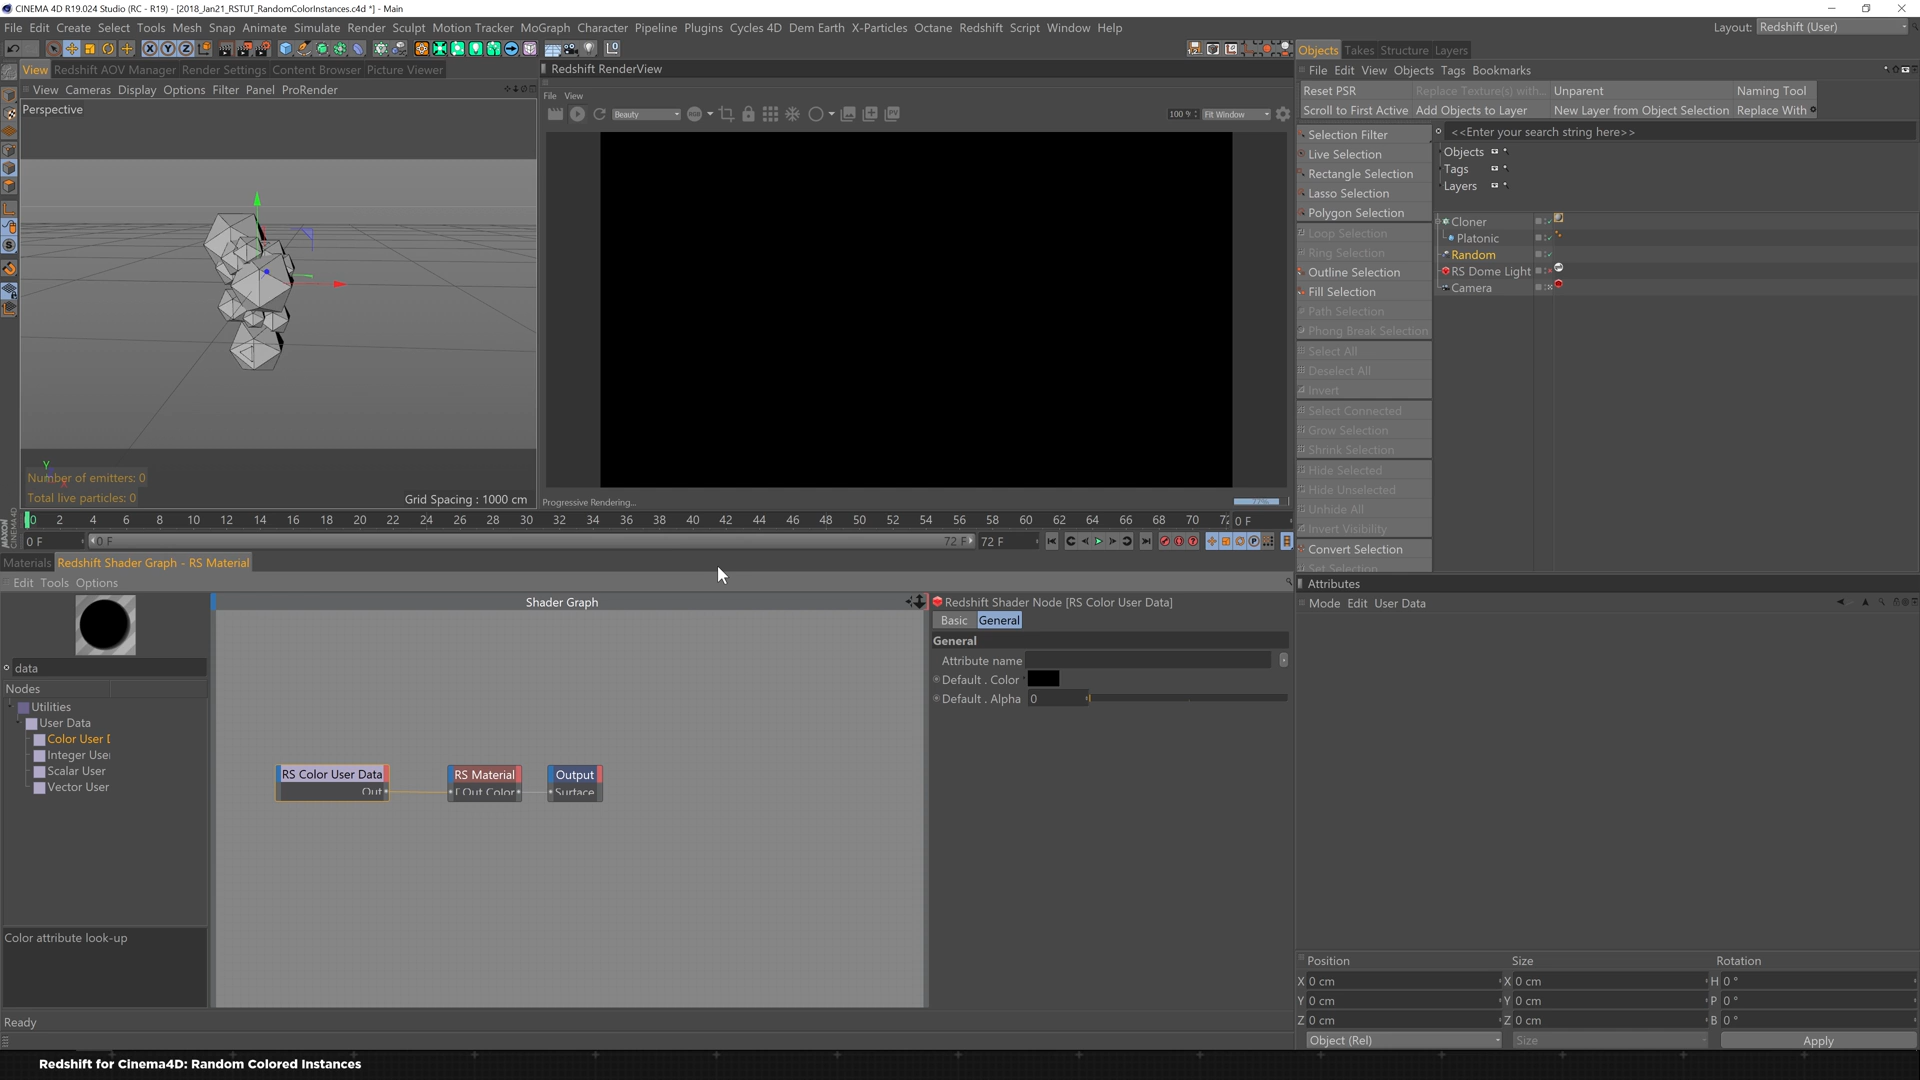 CINEMA 4D R19.024 Studio (RC - R19) - [2018_Jan21_RSTUT_RandomColorInstances.c4d *] - Main
File Edit Create Select Tools Mesh Snap Animate Simulate Render Sculpt Motion Tracker MoGraph Character Pipeline Plugins Cycles 4D Dem Earth X-Particles Octane Redshift Script Window Help
Layout: Redshift (User)
View Redshift AOV Manager Render Settings Content Browser Picture Viewer
Redshift RenderView
Objects Takes Structure Layers
View Cameras Display Options Filter Panel ProRender
File View
File Edit View Objects Tags Bookmarks
Perspective
Beauty
100 %
Fit Window
Reset PSR Replace Texture(s) with... Unparent Naming Tool
Scroll to First Active Add Objects to Layer New Layer from Object Selection Replace With
Selection Filter
Live Selection
Rectangle Selection
Lasso Selection
Polygon Selection
Loop Selection
Ring Selection
Outline Selection
Fill Selection
Path Selection
Phong Break Selection
Select All
Deselect All
Invert
Select Connected
Grow Selection
Shrink Selection
Hide Selected
Hide Unselected
Unhide All
Invert Visibility
Convert Selection
Set Selection
<<Enter your search string here>>
Objects
Tags
Layers
Cloner
Platonic
Random
RS Dome Light
Camera
Y
Number of emitters: 0
Total live particles: 0
Grid Spacing : 1000 cm
Progressive Rendering...
0 2 4 6 8 10 12 14 16 18 20 22 24 26 28 30 32 34 36 38 40 42 44 46 48 50 52 54 56 58 60 62 64 66 68 70 72 0 F
0 F 0 F 72 F 72 F
MAXON CINEMA 4D
Materials Redshift Shader Graph - RS Material
Edit Tools Options
data
Nodes
Utilities
User Data
Color User D
Integer User
Scalar User
Vector User
Color attribute look-up
Shader Graph
RS Color User Data
Out
RS Material
Out Color
Output
Surface
Redshift Shader Node [RS Color User Data]
Basic General
General
Attribute name
Default . Color
Default . Alpha 0
Attributes
Mode Edit User Data
Position Size Rotation
X 0 cm X 0 cm H 0 °
Y 0 cm Y 0 cm P 0 °
Z 0 cm Z 0 cm B 0 °
Object (Rel) Size Apply
Ready
Redshift for Cinema4D: Random Colored Instances